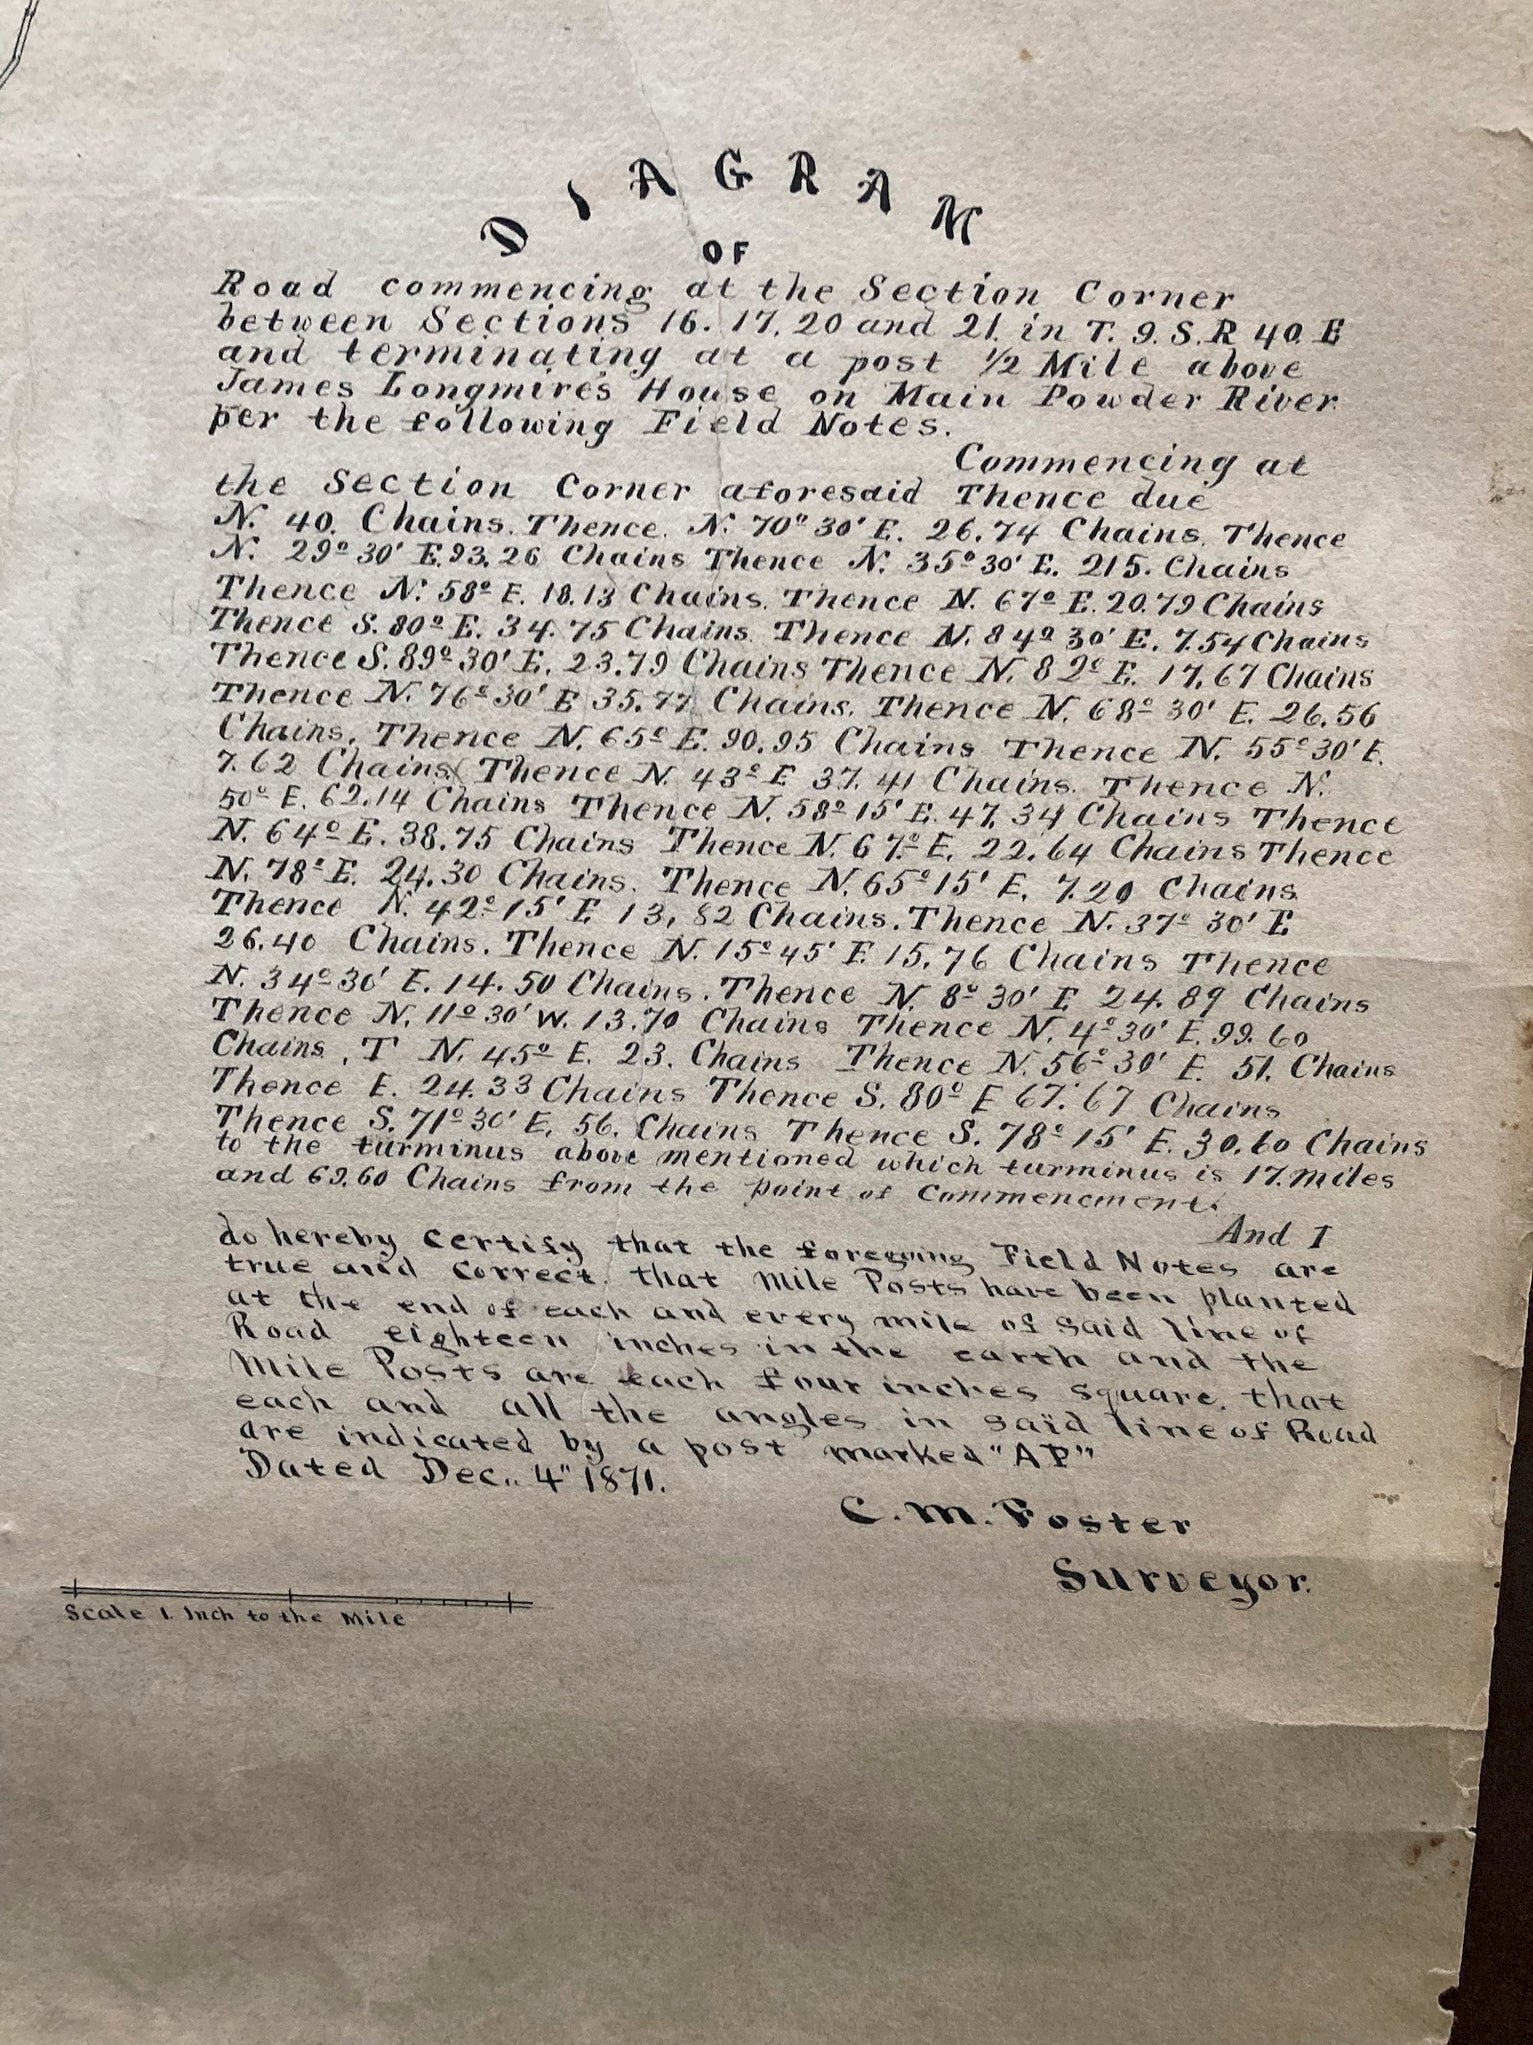 DIAGRAM
OF
Road commencing at the Section Corner
between Sections 16. 17, 20 and 21. in T. 9. S. R 40. E
and terminating at a post 1/2 Mile above
James Longmire's House on Main Powder River.
per the following Field Notes.
Commencing at
the Section Corner aforesaid Thence due
N. 40. Chains. Thence. N. 70° 30' E. 26.74 Chains. Thence
N. 29° 30' E. 93.26 Chains Thence N. 35° 30' E. 215. Chains
Thence N. 58° E. 18.13 Chains. Thence N. 67° E. 20.79 Chains
Thence S. 80° E. 34.75 Chains. Thence N. 84° 30' E. 7.54 Chains
Thence S. 89° 30' E. 23.79 Chains Thence N. 82° E. 17.67 Chains
Thence N. 76° 30' E 35.77 Chains. Thence N. 68° 30' E. 26.56
Chains. Thence N. 65° E. 90.95 Chains Thence N. 55° 30' E.
7.62 Chains Thence N. 43° E 37.41 Chains. Thence N.
50° E. 62.14 Chains Thence N. 58° 15' E. 47.34 Chains Thence
N. 64° E. 38.75 Chains Thence N. 67° E. 22.64 Chains Thence
N. 78° E. 24.30 Chains. Thence N. 65° 15' E. 7.20 Chains
Thence N. 42° 15' E 13,82 Chains. Thence N. 37° 30' E
26.40 Chains. Thence N. 15° 45' E 15.76 Chains Thence
N. 34° 30' E. 14.50 Chains. Thence N. 8° 30' E 24.89 Chains
Thence N. 11° 30' W. 13.70 Chains Thence N. 4° 30' E. 99.60
Chains, T N. 45° E. 23. Chains Thence N. 56° 30' E. 51. Chains
Thence E. 24.33 Chains Thence S. 80° E 67.67 Chains
Thence S. 71° 30' E. 56. Chains Thence S. 78° 15' E. 30.60 Chains
to the turminus above mentioned which turminus is 17. miles
and 69.60 Chains from the point of Commencment.
And I
do hereby certify that the foregoing Field Notes are
true and correct. that Mile Posts have been planted
at the end of each and every mile of said line of
Road eighteen inches in the earth and the
Mile Posts are each four inches square, that
each and all the angles in said line of Road
are indicated by a post marked "AP"
Dated Dec,. 4" 1871.
C. M. Foster
Surveyor.
Scale 1. Inch to the Mile